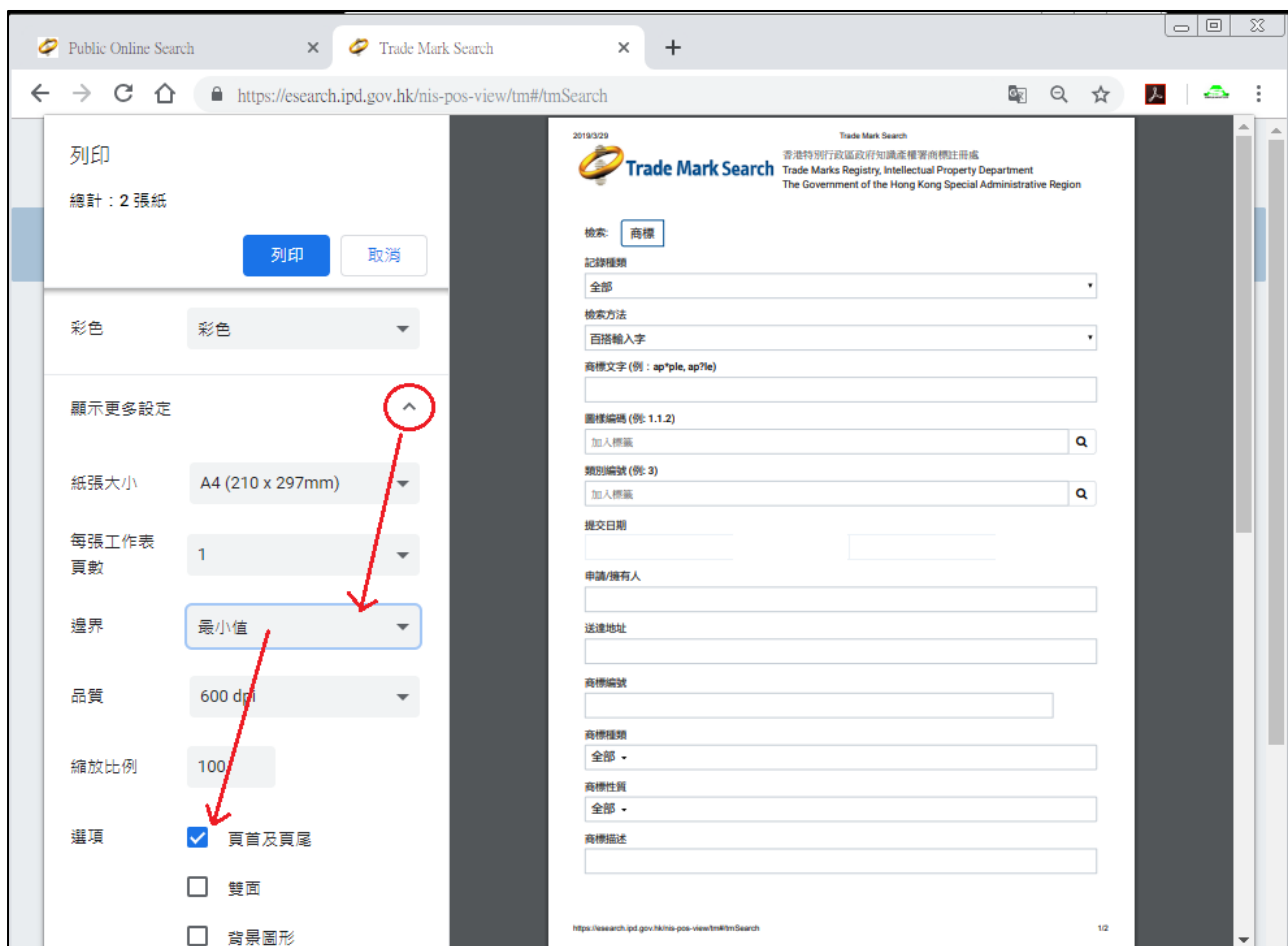 Public Online Search
Trade Mark Search
https://esearch.ipd.gov.hk/nis-pos-view/tm#/tmSearch
列印
總計：2 張紙
列印
取消
彩色
彩色
顯示更多設定
紙張大小
A4 (210 x 297mm)
每張工作表
頁數
1
邊界
最小值
品質
600 dpi
縮放比例
100
選項
頁首及頁尾
雙面
背景圖形
2019/3/29
Trade Mark Search
Trade Mark Search
香港特別行政區政府知識產權署商標註冊處
Trade Marks Registry, Intellectual Property Department
The Government of the Hong Kong Special Administrative Region
檢索:
商標
記錄種類
全部
檢索方法
百搭輸入字
商標文字 (例：ap*ple, ap?le)
圖樣編碼 (例: 1.1.2)
加入標籤
類別編號 (例: 3)
加入標籤
提交日期
申請/擁有人
送達地址
商標編號
商標種類
全部
商標性質
全部
商標描述
https://esearch.ipd.gov.hk/nis-pos-view/tm#/tmSearch
1/2